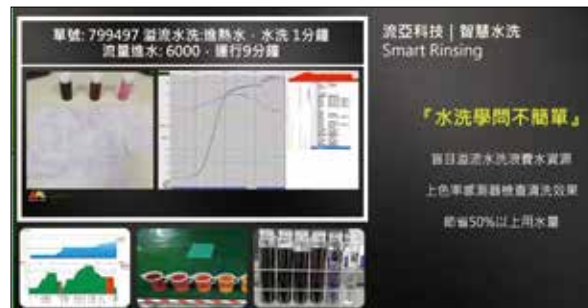 單號: 799497 溢流水洗:進熱水，水洗 1分鐘
流量進水: 6000，運行9分鐘
流亞科技 | 智慧水洗
Smart Rinsing
『水洗學問不簡單』
盲目溢流水洗浪費水資源
上色率感測器檢查清洗效果
節省50%以上用水量